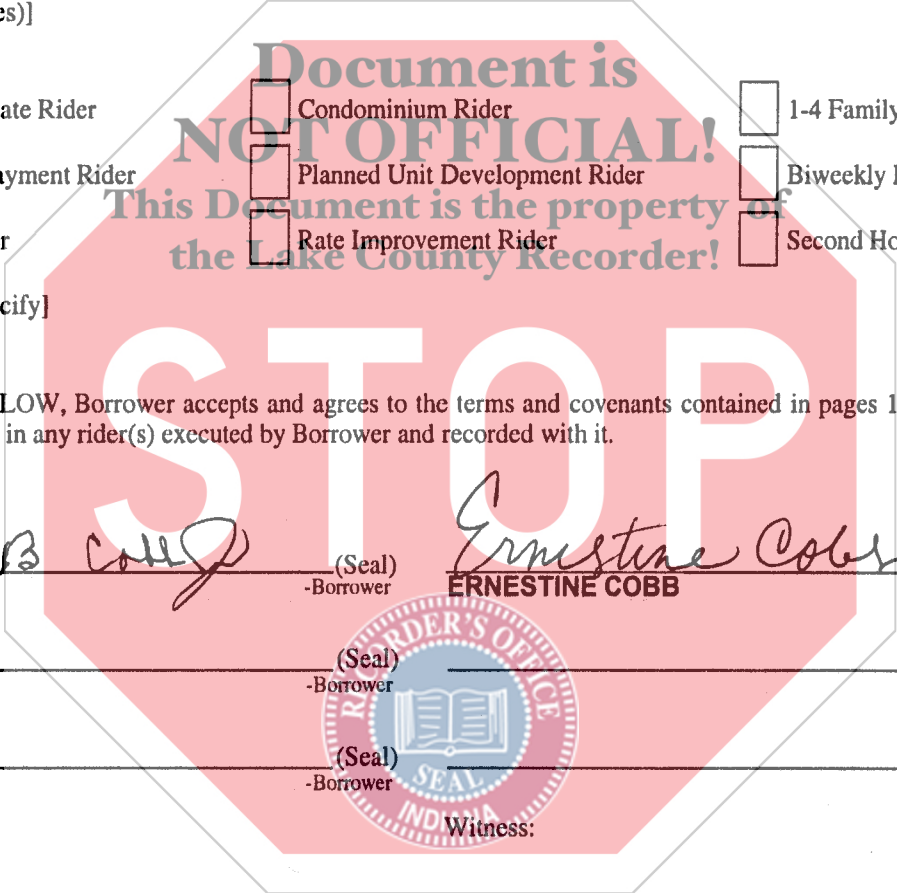 es)]
Document is
ate Rider Condominium Rider 1-4 Family
NOT OFFICIAL!
ayment Rider Planned Unit Development Rider Biweekly
This Document is the property of
r Rate Improvement Rider Second Ho
the Lake County Recorder!
cify]
STOP
LOW, Borrower accepts and agrees to the terms and covenants contained in pages 1
in any rider(s) executed by Borrower and recorded with it.
B Cobb Jr (Seal) Ernestine Cobb
-Borrower ERNESTINE COBB
RECORDER'S OFFICE
(Seal)
-Borrower
(Seal)
-Borrower
SEAL
INDIANA
Witness: